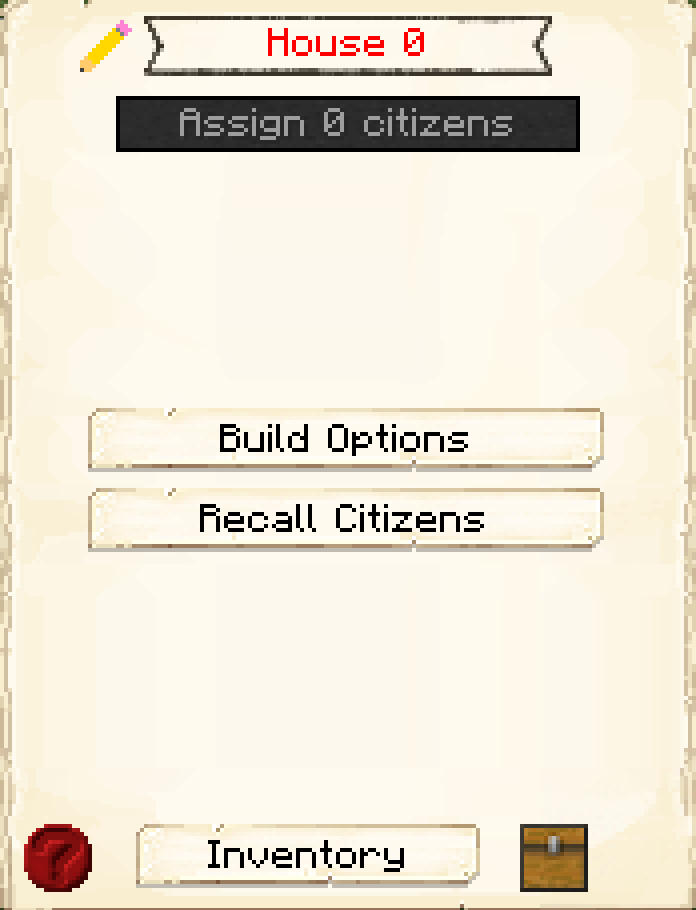 House 0
Assign 0 citizens
Build Options
Recall Citizens
Inventory
?